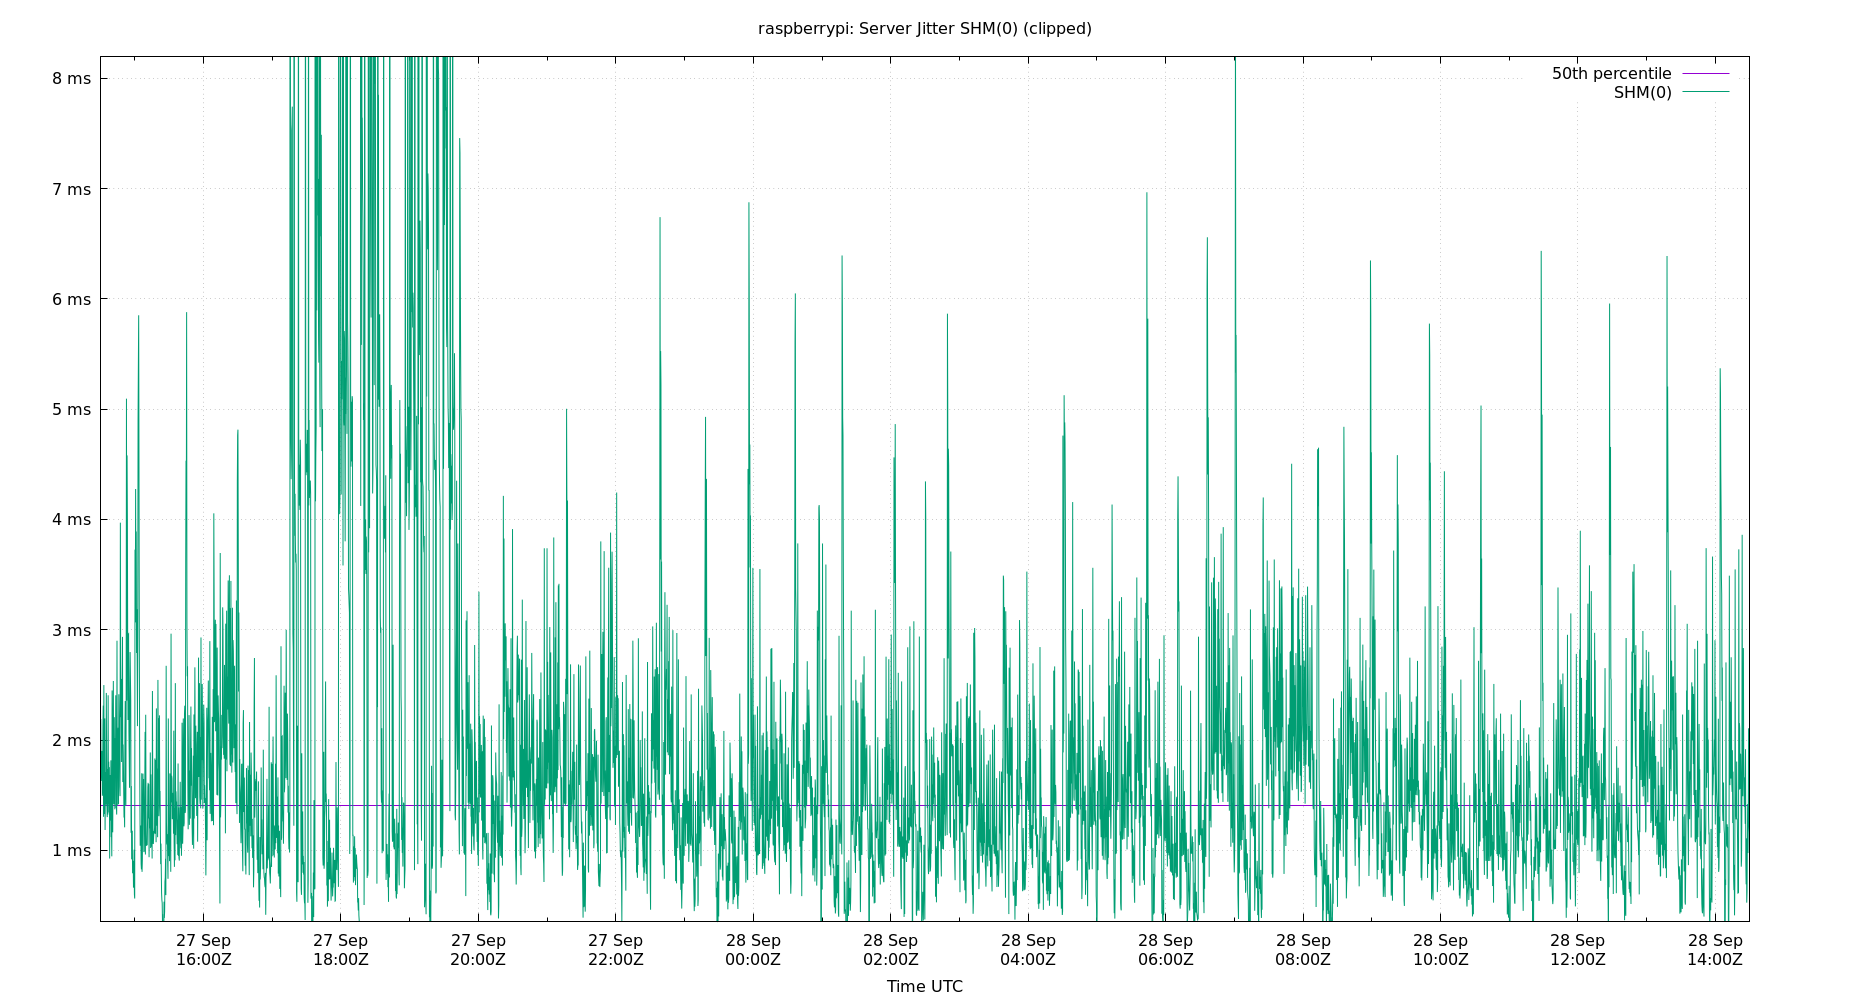 raspberrypi: Server Jitter SHM(0) (clipped)
50th percentile
SHM(0)
8 ms
7 ms
6 ms
5 ms
4 ms
3 ms
2 ms
1 ms
27 Sep 27 Sep 27 Sep 27 Sep 28 Sep 28 Sep 28 Sep 28 Sep 28 Sep 28 Sep 28 Sep 28 Sep
16:00Z 18:00Z 20:00Z 22:00Z 00:00Z 02:00Z 04:00Z 06:00Z 08:00Z 10:00Z 12:00Z 14:00Z
Time UTC